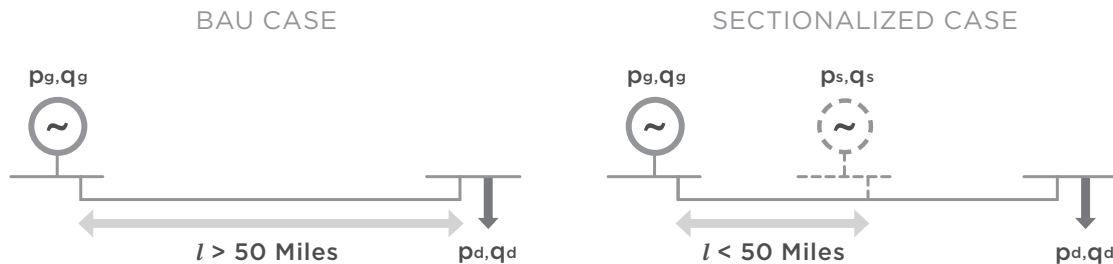 BAU CASE
SECTIONALIZED CASE
pg,qg
pg,qg
ps,qs
~
~
~
l > 50 Miles
pd,qd
l < 50 Miles
pd,qd